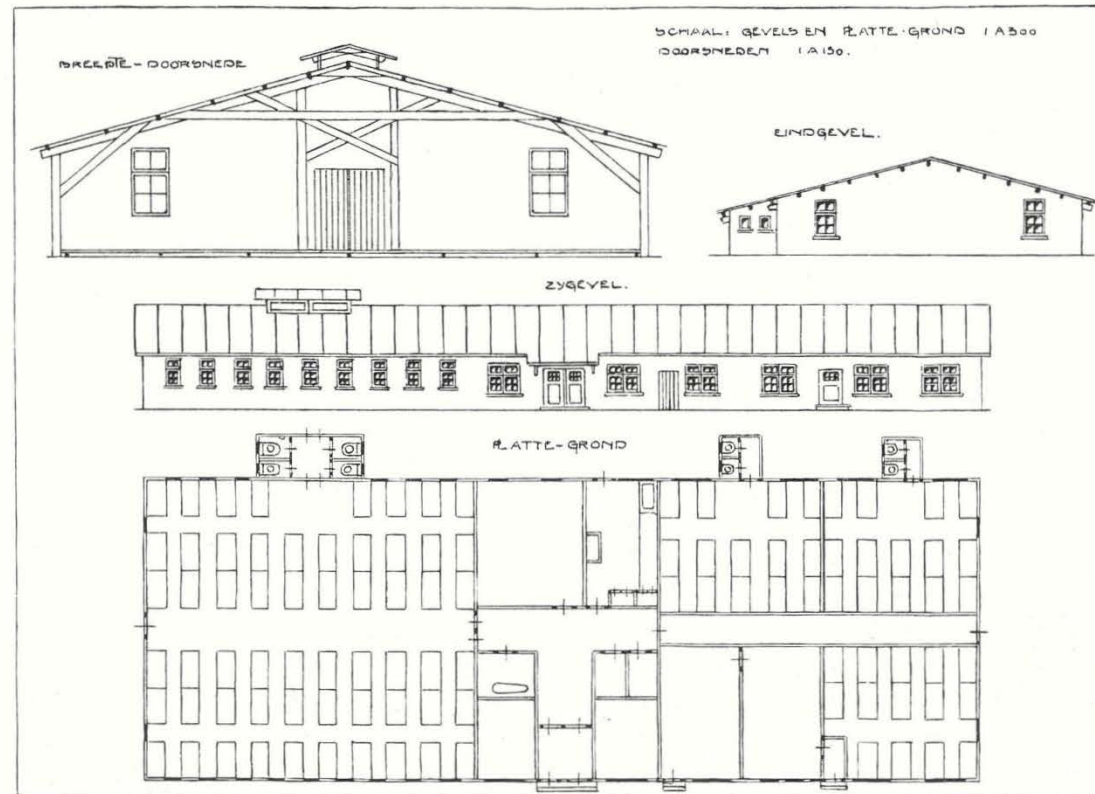 BREEDTE-DOORSNEDE
SCHAAL: GEVELS EN PLATTE-GROND 1 A 300
DOORSNEDEN 1 A 150.
EINDGEVEL.
ZYGEVEL.
PLATTE-GROND